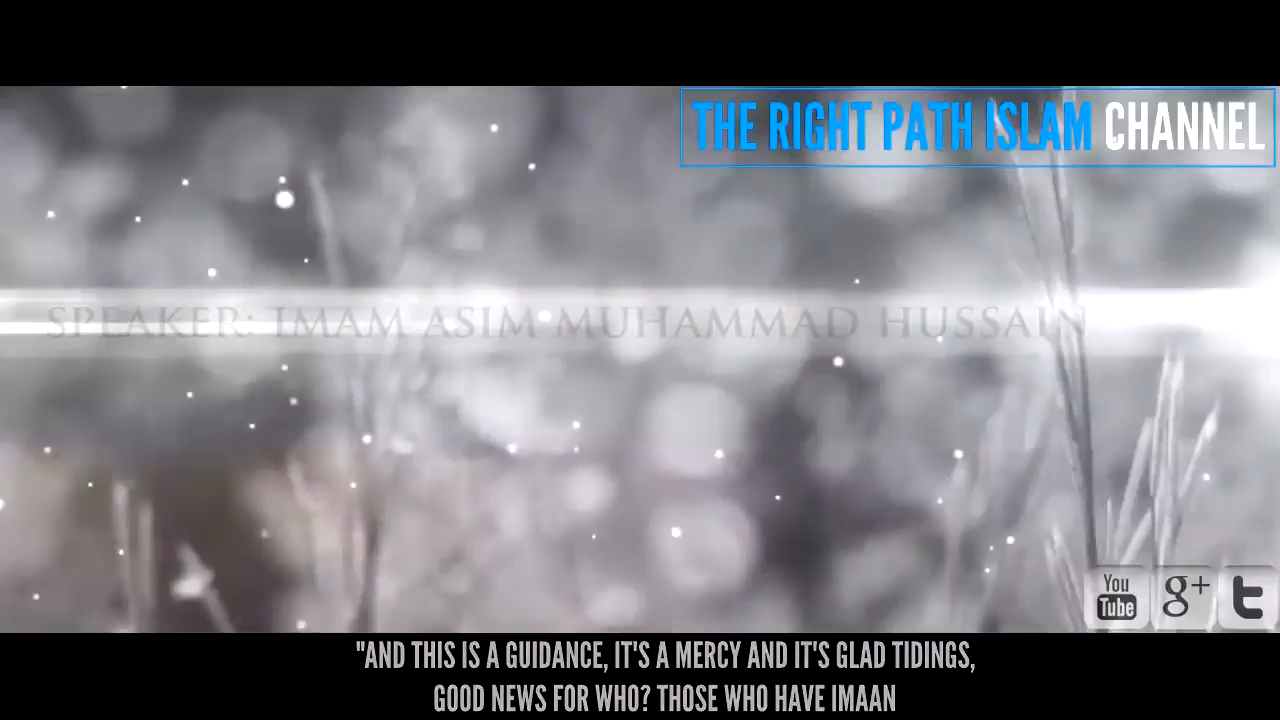 THE RIGHT PATH ISLAM CHANNEL
SPEAKER: IMAM ASIM MUHAMMAD HUSSAIN
You
Tube
g+
t
"AND THIS IS A GUIDANCE, IT'S A MERCY AND IT'S GLAD TIDINGS,
GOOD NEWS FOR WHO? THOSE WHO HAVE IMAAN